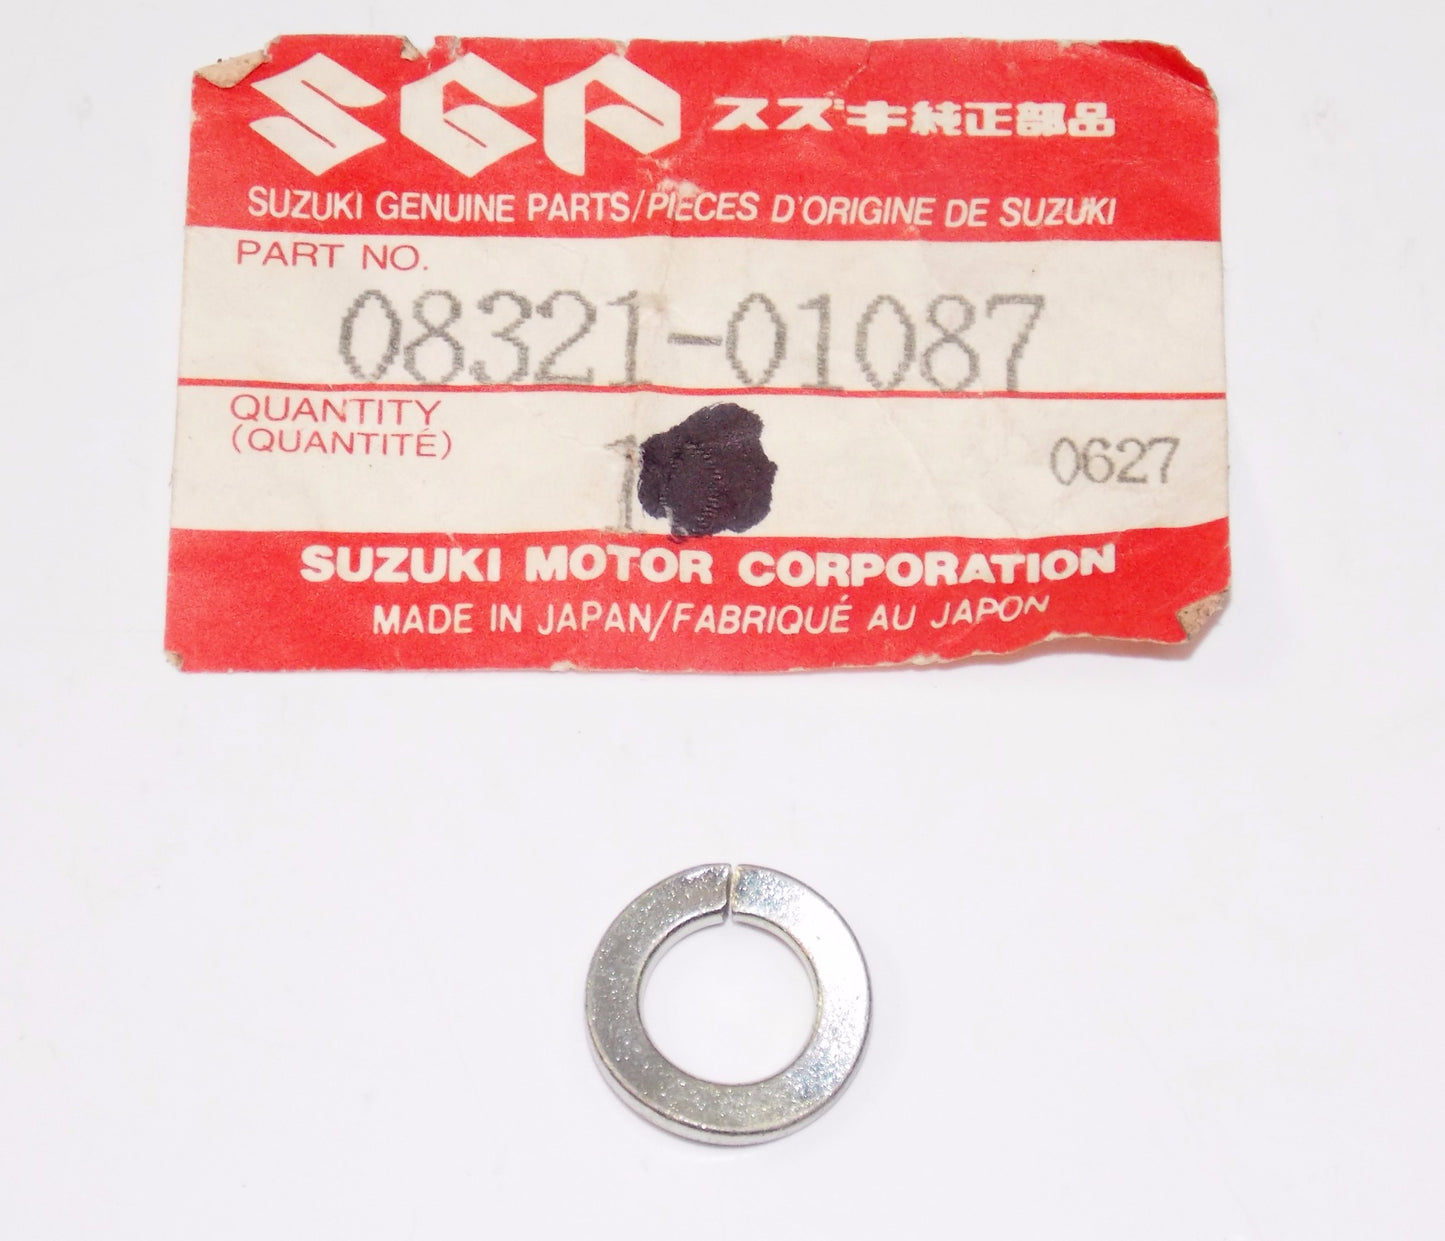 SGP スズキ純正部品
SUZUKI GENUINE PARTS/PIECES D'ORIGINE DE SUZUKI
PART NO.
08321-01087
QUANTITY
(QUANTITÉ)
1
0627
SUZUKI MOTOR CORPORATION
MADE IN JAPAN/FABRIQUÉ AU JAPON